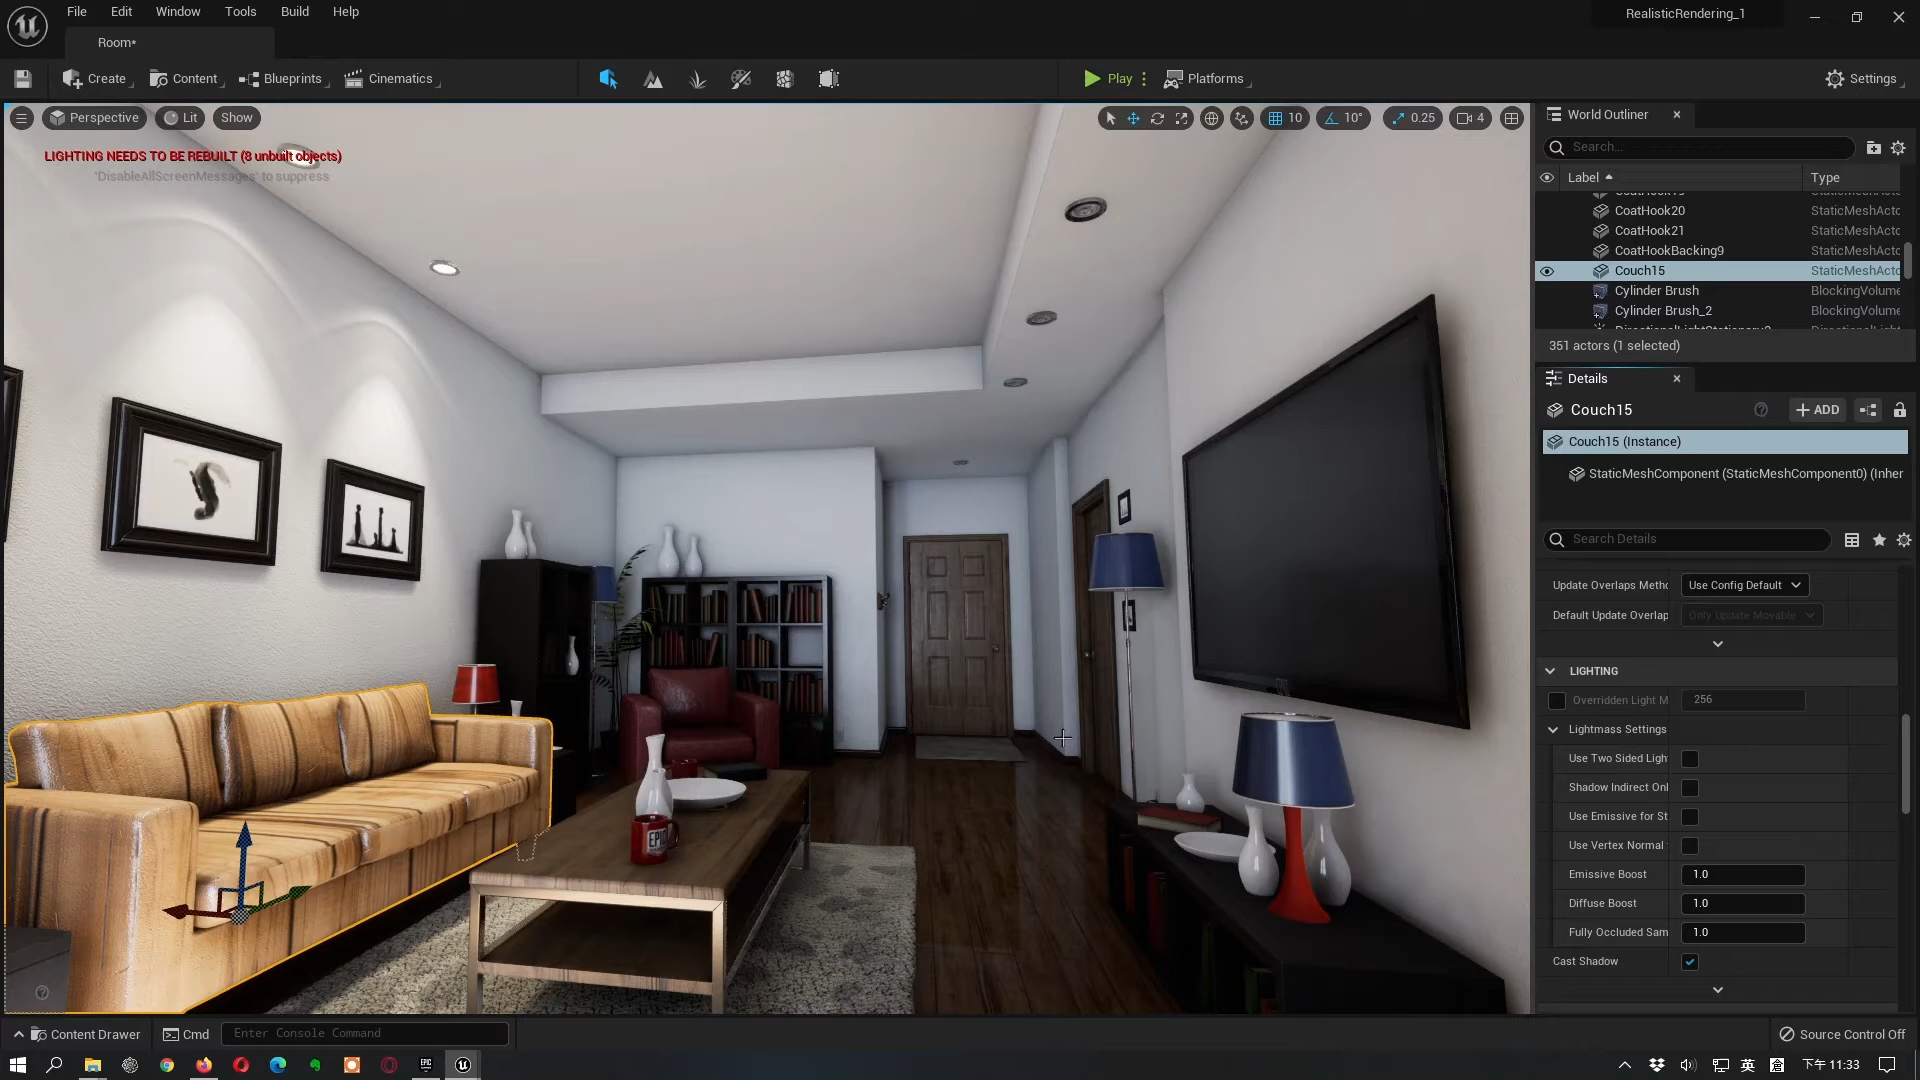 File Edit Window Tools Build Help
RealisticRendering_1
Room*
Create Content Blueprints Cinematics Play Platforms Settings
Perspective Lit Show 10 10° 0.25 4
LIGHTING NEEDS TO BE REBUILT (8 unbuilt objects)
'DisableAllScreenMessages' to suppress
World Outliner
Search...
Label Type
CoatHook20 StaticMeshActo
CoatHook21 StaticMeshActo
CoatHookBacking9 StaticMeshActo
Couch15 StaticMeshActo
Cylinder Brush BlockingVolume
Cylinder Brush_2 BlockingVolume
351 actors (1 selected)
Details
Couch15 ADD
Couch15 (Instance)
StaticMeshComponent (StaticMeshComponent0) (Inher
Search Details
Update Overlaps Metho Use Config Default
Default Update Overlap Only Update Movable
LIGHTING
Overridden Light M 256
Lightmass Settings
Use Two Sided Ligh
Shadow Indirect Onl
Use Emissive for St
Use Vertex Normal
Emissive Boost 1.0
Diffuse Boost 1.0
Fully Occluded Sam 1.0
Cast Shadow
EPIC
Content Drawer Cmd Enter Console Command Source Control Off
EPIC 英 下午 11:33